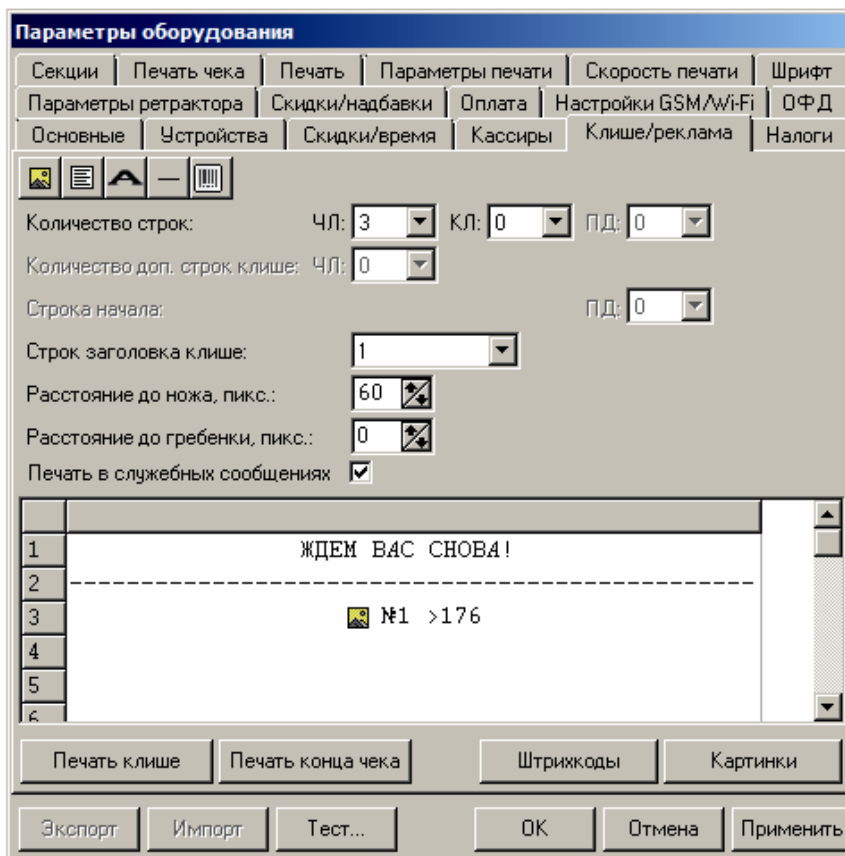 Параметры оборудования
Секции Печать чека Печать Параметры печати Скорость печати Шрифт
Параметры ретрактора Скидки/надбавки Оплата Настройки GSM/Wi-Fi ОФД
Основные Устройства Скидки/время Кассиры Клише/реклама Налоги
Количество строк: ЧЛ: 3 КЛ: 0 ПД: 0
Количество доп. строк клише: ЧЛ: 0
Строка начала: ПД: 0
Строк заголовка клише: 1
Расстояние до ножа, пикс.: 60
Расстояние до гребенки, пикс.: 0
Печать в служебных сообщениях
1 ЖДЕМ ВАС СНОВА!
2 ------------------------------------------------
3 №1 >176
4
5
6
Печать клише Печать конца чека Штрихкоды Картинки
Экспорт Импорт Тест... ОК Отмена Применить